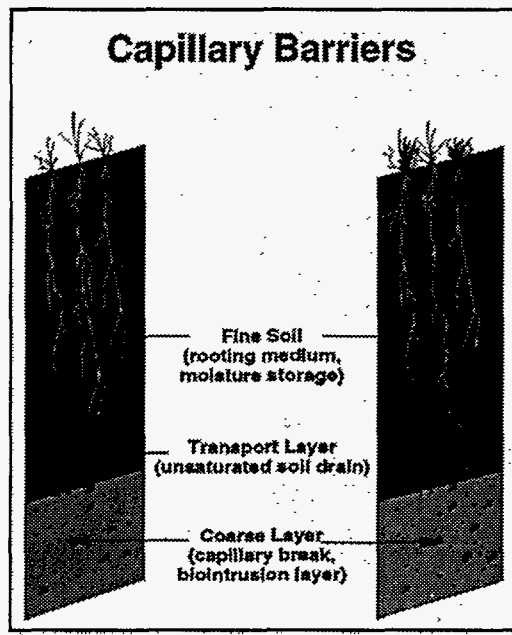 Capillary Barriers
Fine Soil
(rooting medium,
moisture storage)
Transport Layer
(unsaturated soil drain)
Coarse Layer
(capillary break,
biointrusion layer)